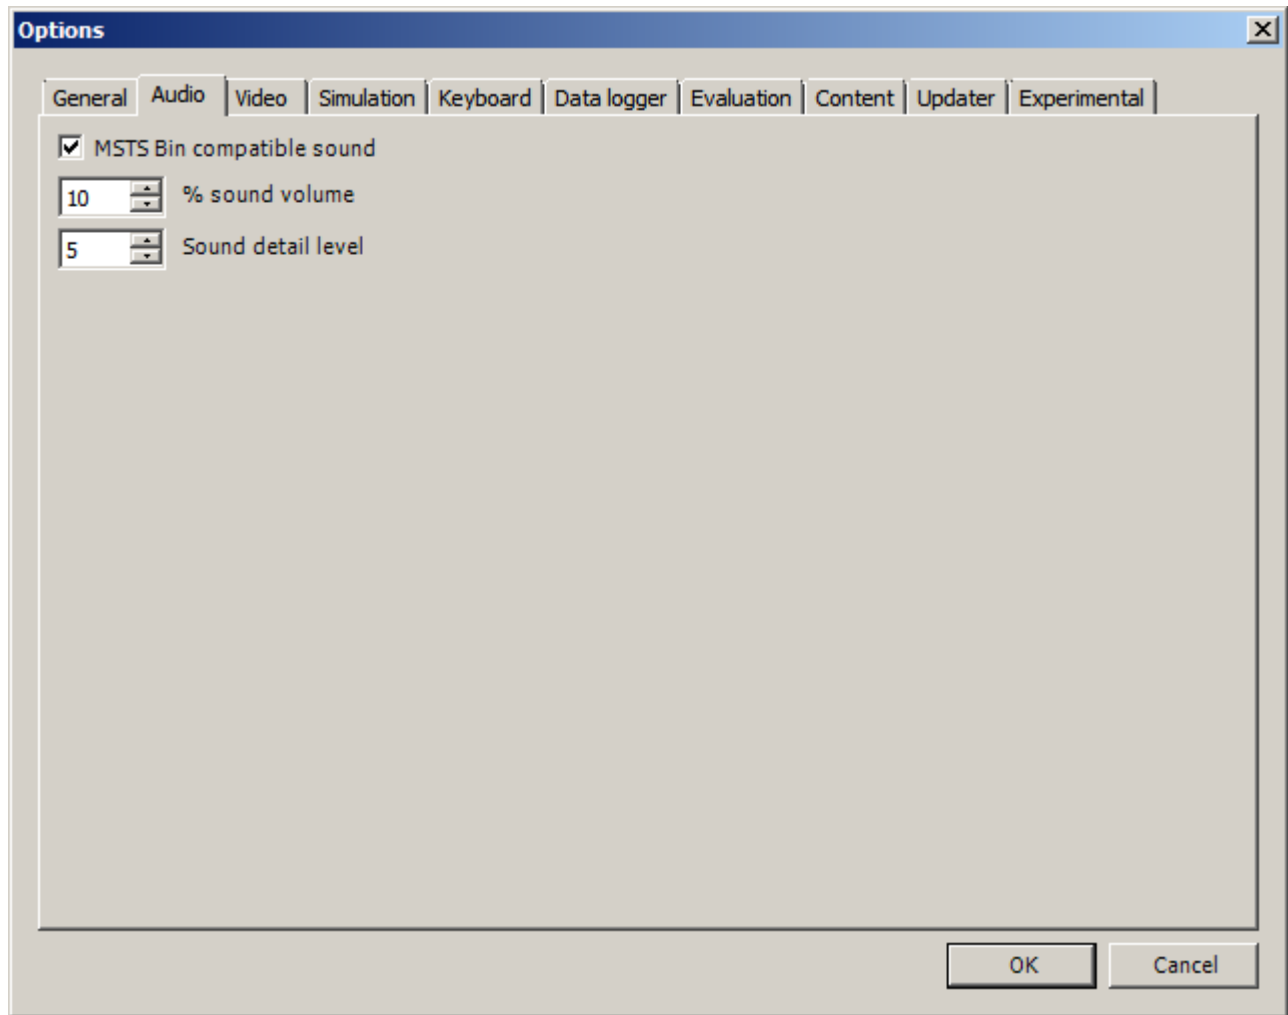 Options
General Audio Video Simulation Keyboard Data logger Evaluation Content Updater Experimental
MSTS Bin compatible sound
10 % sound volume
5 Sound detail level
OK Cancel